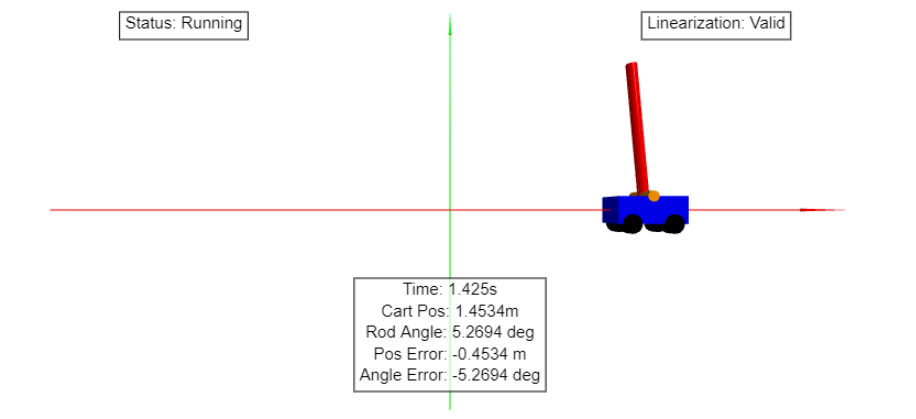 Status: Running
Linearization: Valid
Time: 1.425s
Cart Pos: 1.4534m
Rod Angle: 5.2694 deg
Pos Error: -0.4534 m
Angle Error: -5.2694 deg